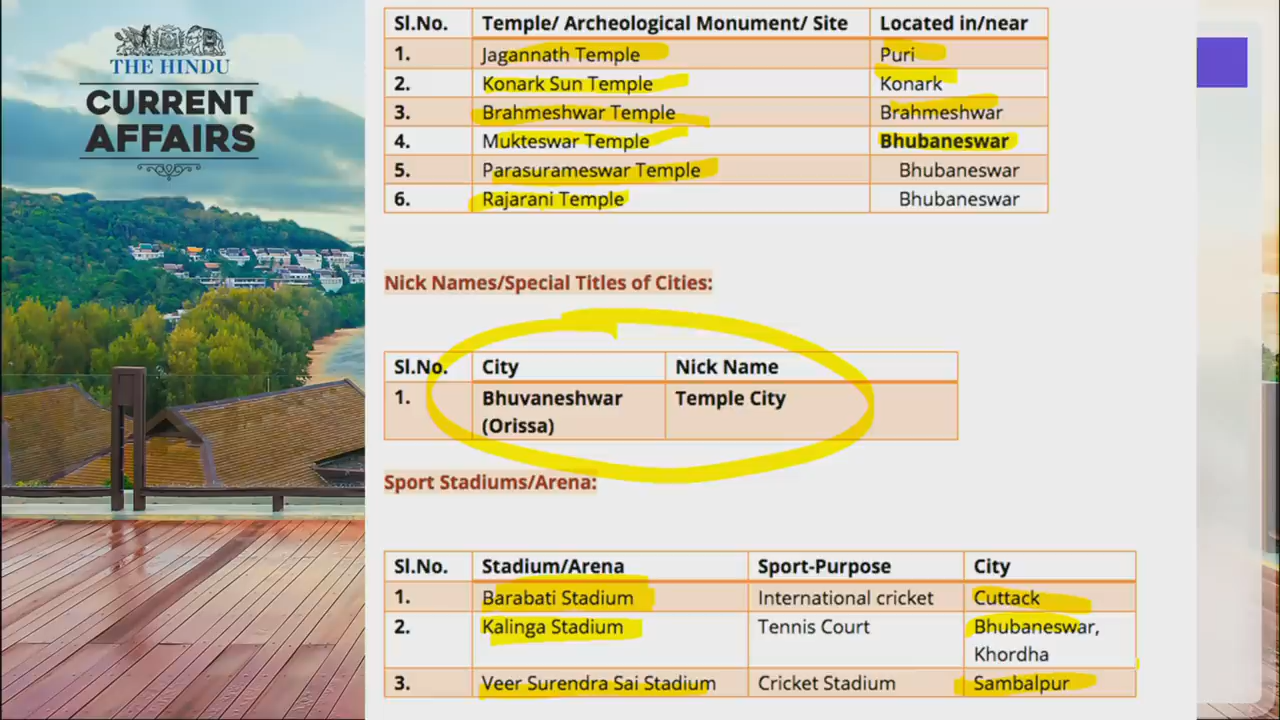 THE HINDU
CURRENT
AFFAIRS
Sl.No. Temple/ Archeological Monument/ Site Located in/near
1. Jagannath Temple Puri
2. Konark Sun Temple Konark
3. Brahmeshwar Temple Brahmeshwar
4. Mukteswar Temple Bhubaneswar
5. Parasurameswar Temple Bhubaneswar
6. Rajarani Temple Bhubaneswar
Nick Names/Special Titles of Cities:
Sl.No. City Nick Name
1. Bhuvaneshwar Temple City
(Orissa)
Sport Stadiums/Arena:
Sl.No. Stadium/Arena Sport-Purpose City
1. Barabati Stadium International cricket Cuttack
2. Kalinga Stadium Tennis Court Bhubaneswar,
Khordha
3. Veer Surendra Sai Stadium Cricket Stadium Sambalpur